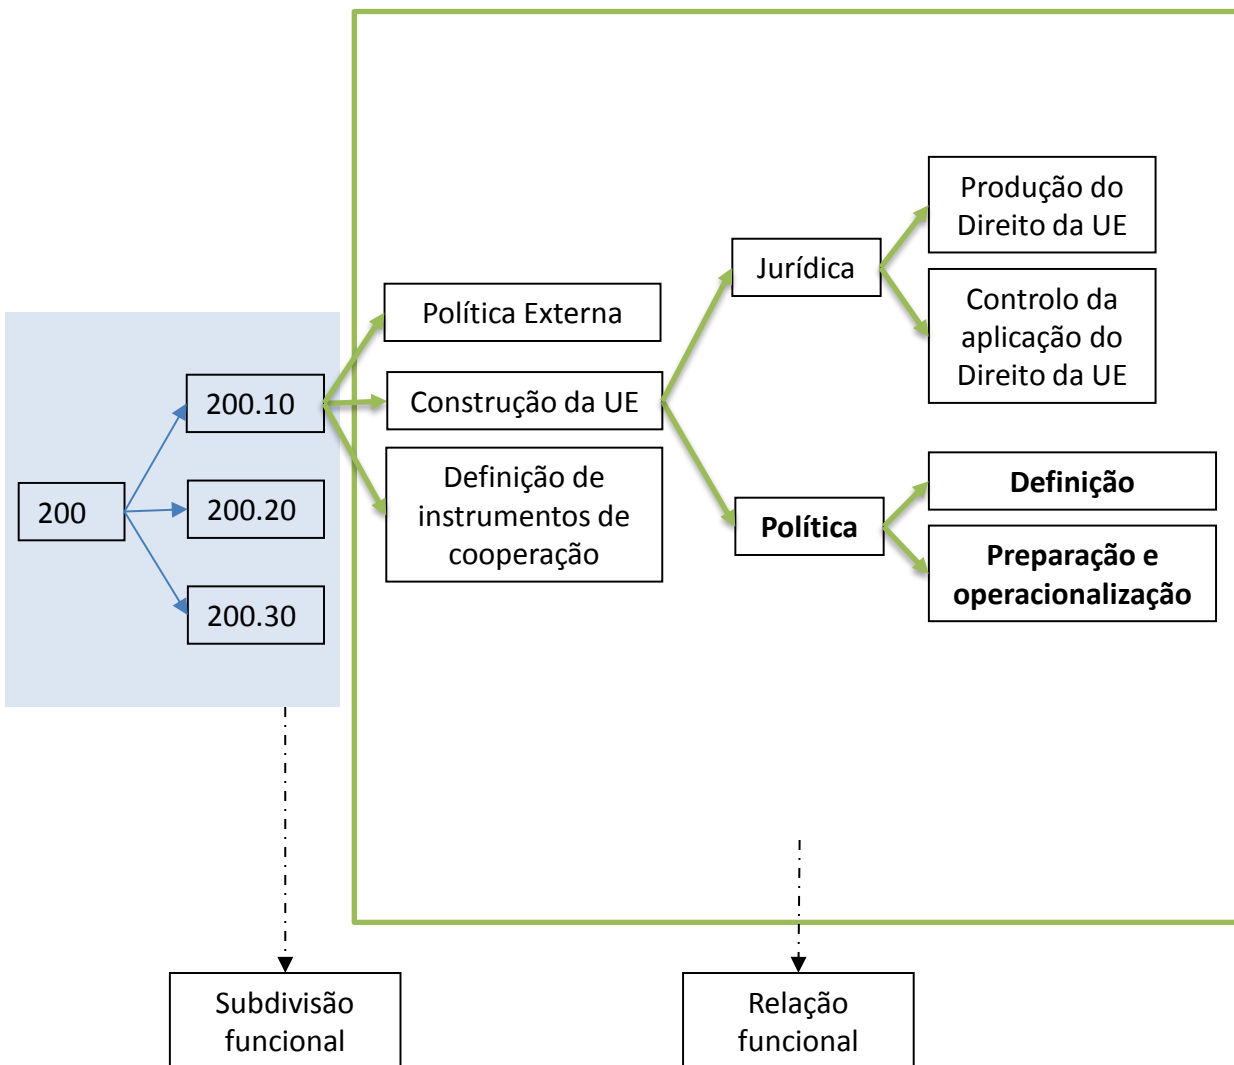 200
200.10
200.20
200.30
Política Externa
Construção da UE
Definição de
instrumentos de
cooperação
Jurídica
Política
Produção do
Direito da UE
Controlo da
aplicação do
Direito da UE
Definição
Preparação e
operacionalização
Subdivisão
funcional
Relação
funcional